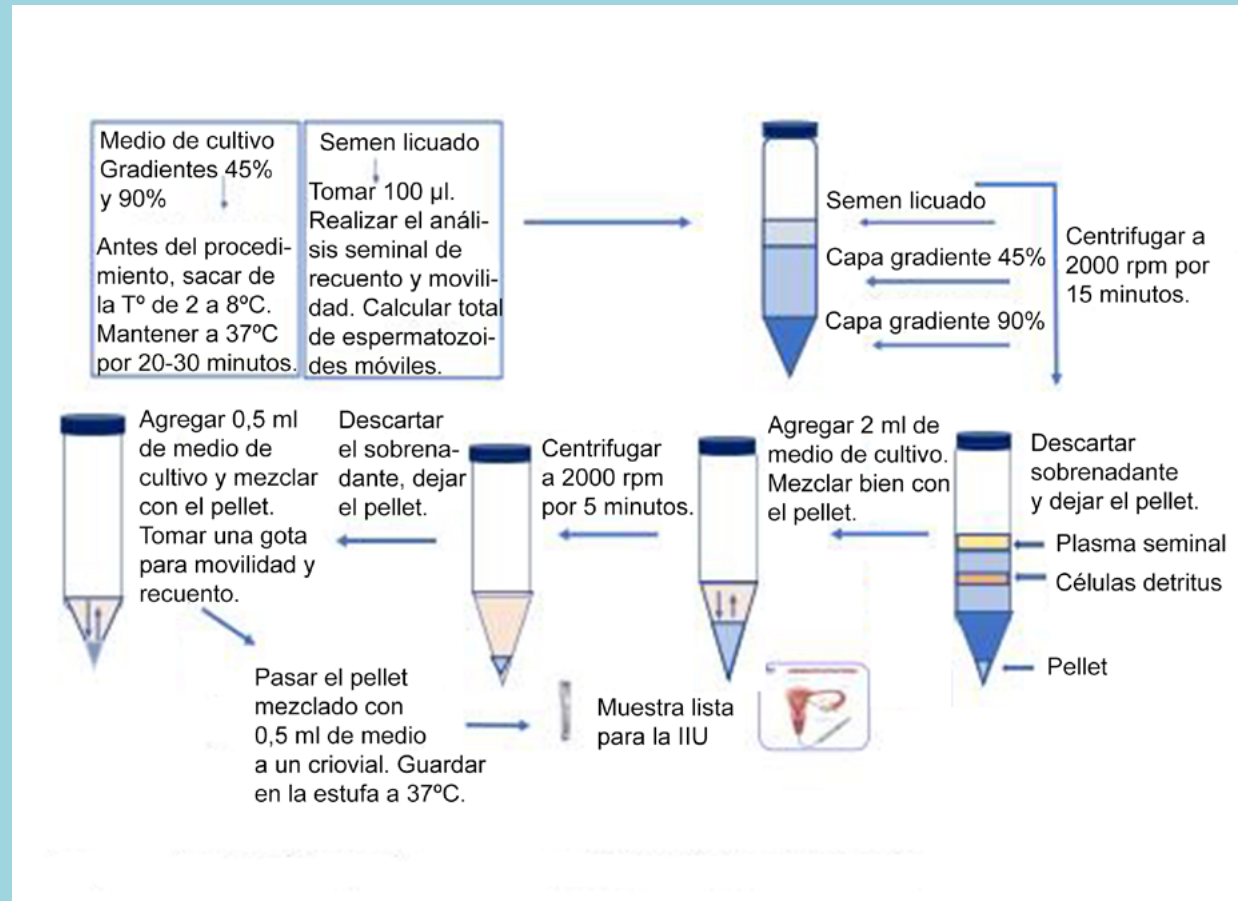 Medio de cultivo
Gradientes 45%
y 90%
Antes del procedi-
miento, sacar de
la Tº de 2 a 8ºC.
Mantener a 37ºC
por 20-30 minutos.
Semen licuado
Tomar 100 µl.
Realizar el análi-
sis seminal de
recuento y movili-
dad. Calcular total
de espermatozoi-
des móviles.
Semen licuado
Capa gradiente 45%
Capa gradiente 90%
Centrifugar a
2000 rpm por
15 minutos.
Descartar
sobrenadante
y dejar el pellet.
Plasma seminal
Células detritus
Pellet
Agregar 2 ml de
medio de cultivo.
Mezclar bien con
el pellet.
Centrifugar
a 2000 rpm
por 5 minutos.
Descartar
el sobrena-
dante, dejar
el pellet.
Agregar 0,5 ml
de medio de
cultivo y mezclar
con el pellet.
Tomar una gota
para movilidad y
recuento.
Pasar el pellet
mezclado con
0,5 ml de medio
a un criovial. Guardar
en la estufa a 37ºC.
Muestra lista
para la IIU